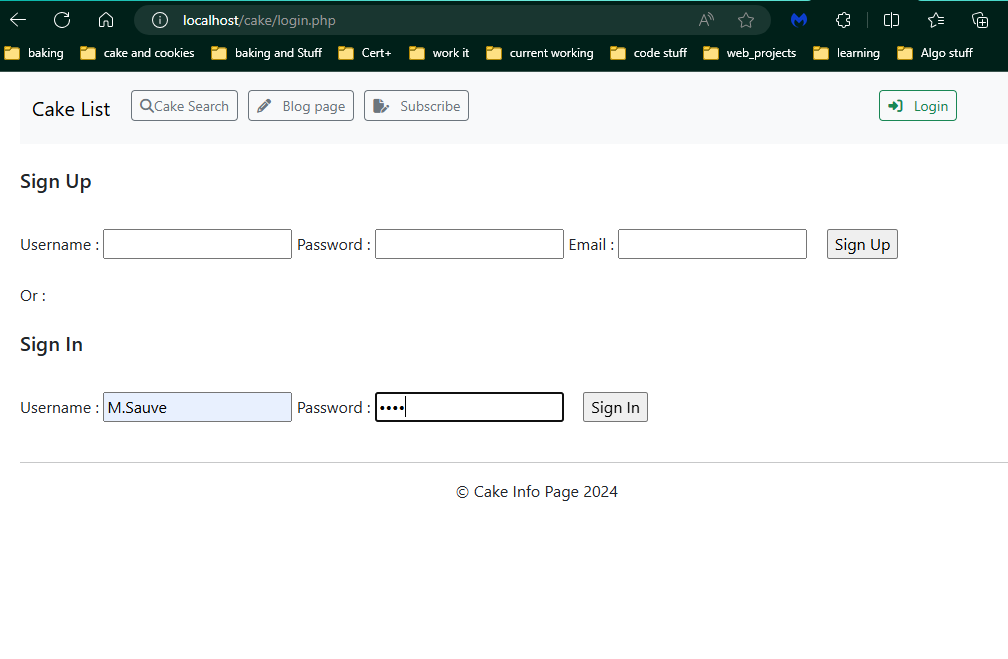 localhost/cake/login.php
baking cake and cookies baking and Stuff Cert+ work it current working code stuff web_projects learning Algo stuff
Cake List Cake Search Blog page Subscribe Login
Sign Up
Username : Password : Email : Sign Up
Or :
Sign In
Username : M.Sauve Password : •••• Sign In
© Cake Info Page 2024